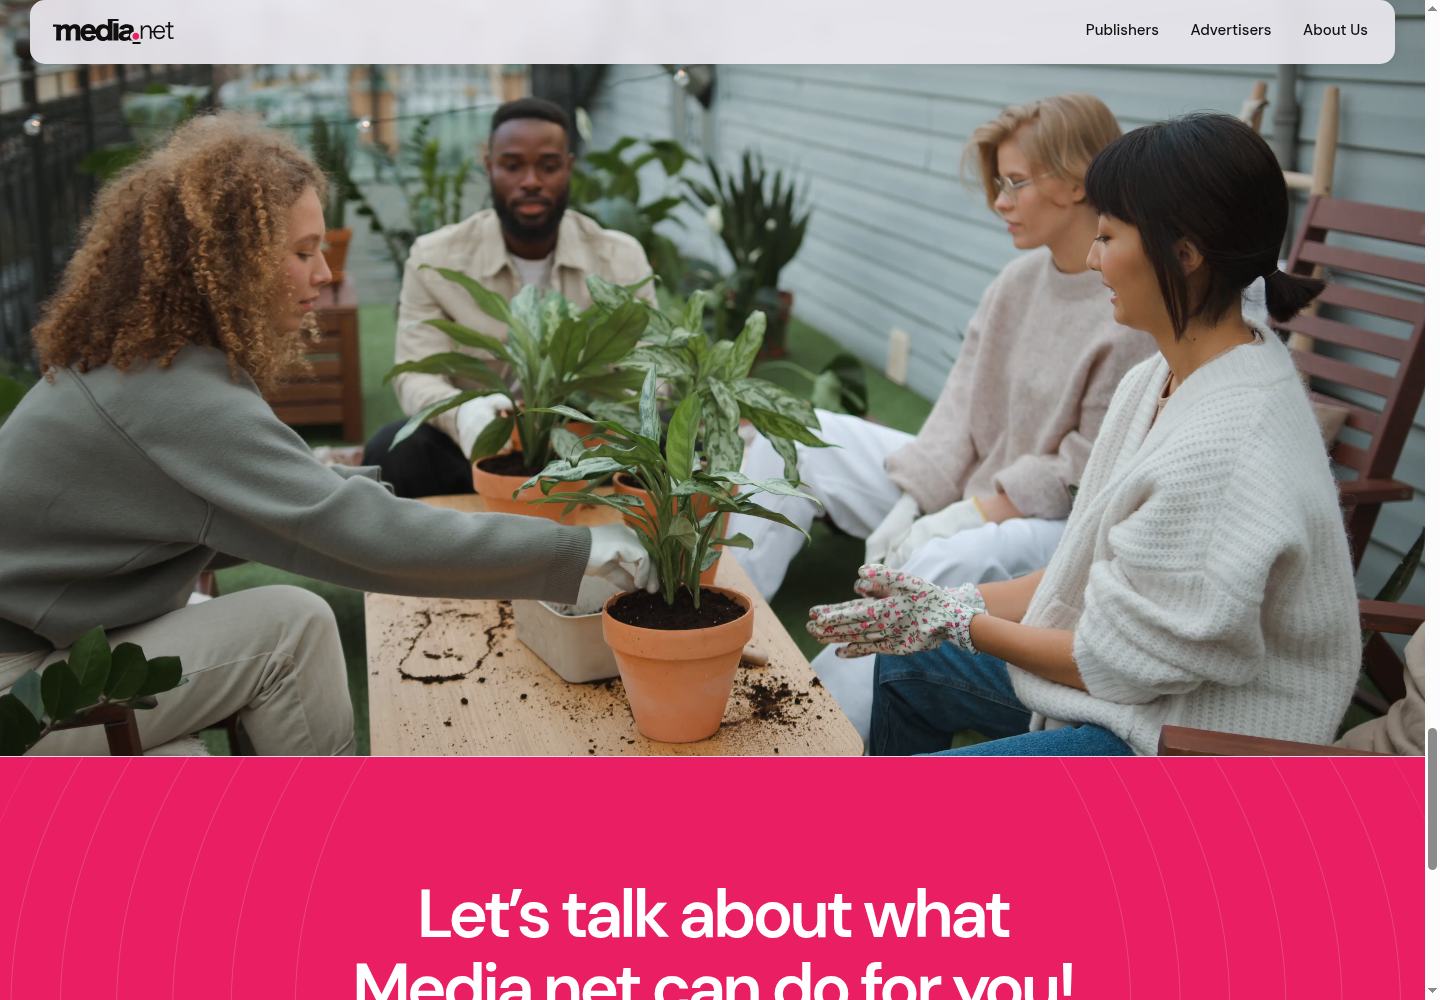 media.net
Publishers
Advertisers
About Us
Let’s talk about what
Media.net can do for you!